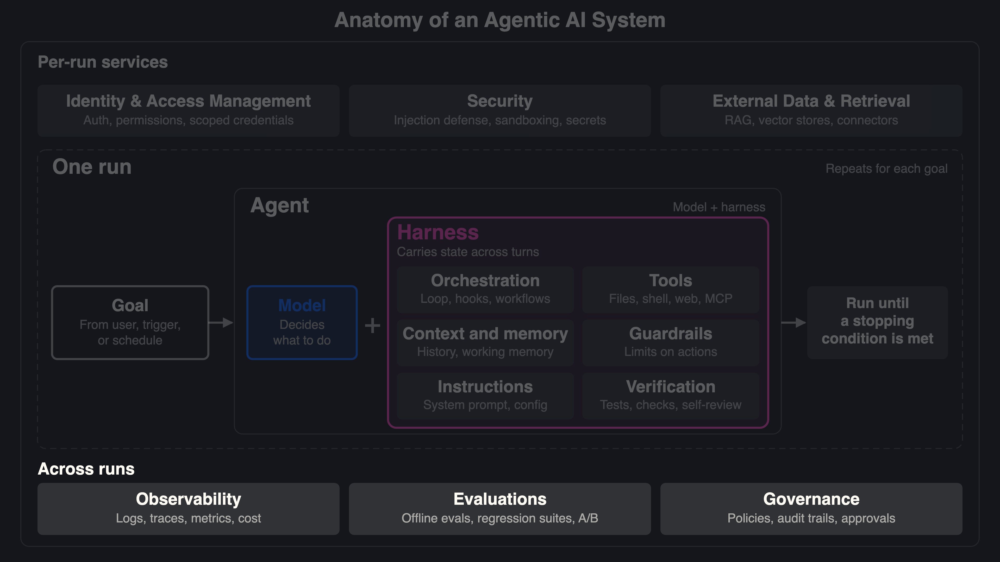 Anatomy of an Agentic AI System
Per-run services
Identity & Access Management
Auth, permissions, scoped credentials
Security
Injection defense, sandboxing, secrets
External Data & Retrieval
RAG, vector stores, connectors
One run
Repeats for each goal
Agent
Model + harness
Harness
Carries state across turns
Goal
From user, trigger,
or schedule
Model
Decides
what to do
+
Orchestration
Loop, hooks, workflows
Tools
Files, shell, web, MCP
Context and memory
History, working memory
Guardrails
Limits on actions
Instructions
System prompt, config
Verification
Tests, checks, self-review
Run until
a stopping
condition is met
Across runs
Observability
Logs, traces, metrics, cost
Evaluations
Offline evals, regression suites, A/B
Governance
Policies, audit trails, approvals